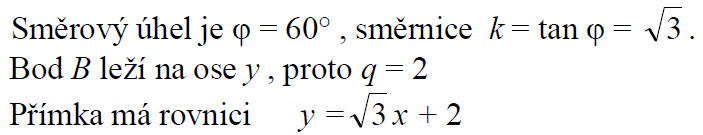 Směrový úhel je φ = 60° , směrnice k = tan φ = √3 .
Bod B leží na ose y , proto q = 2
Přímka má rovnici y = √3 x + 2